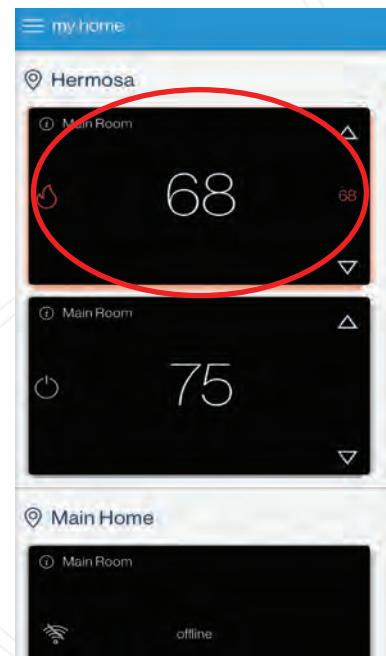 my home
Hermosa
Main Room
68
68
Main Room
75
Main Home
Main Room
offline